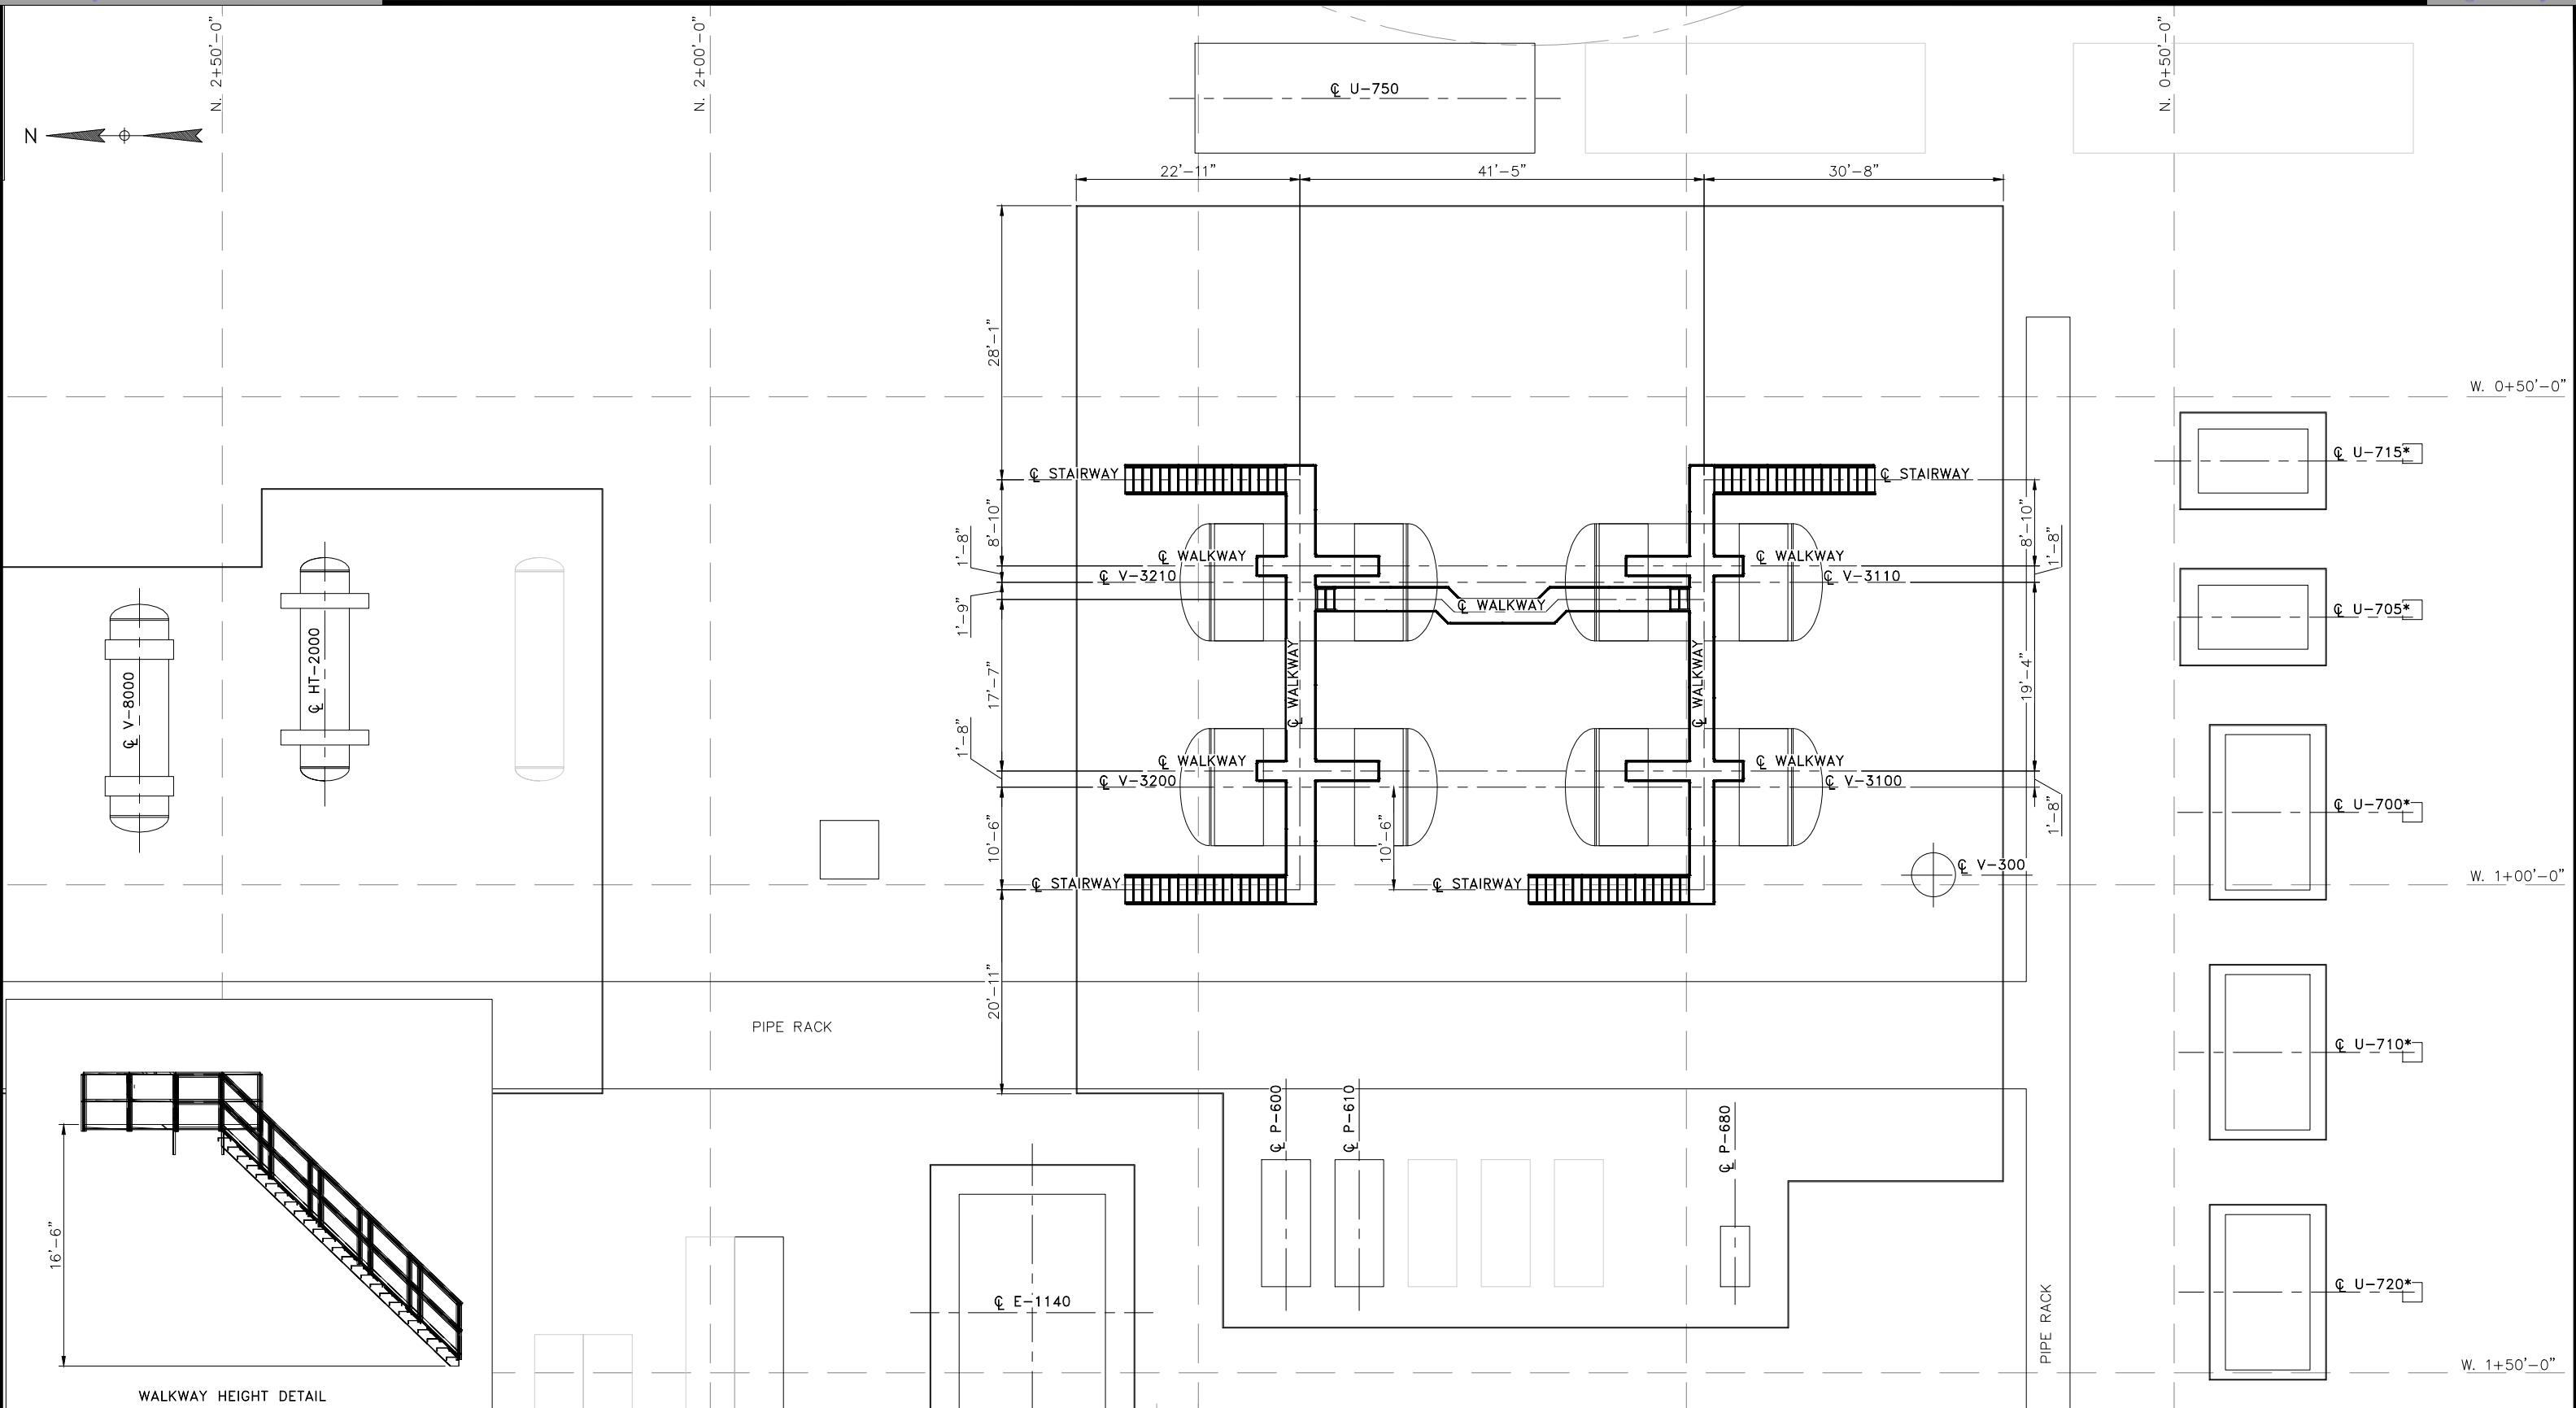 N. 2+50'-0"
N. 2+00'-0"
N. 0+50'-0"
N
℄ U-750
22'-11"
41'-5"
30'-8"
28'-1"
W. 0+50'-0"
℄ STAIRWAY
℄ STAIRWAY
℄ U-715*
8'-10"
8'-10"
1'-8"
1'-8"
℄ WALKWAY
℄ WALKWAY
℄ V-3210
℄ V-3110
1'-9"
℄ WALKWAY
℄ U-705*
℄ HT-2000
℄ V-8000
17'-7"
℄ WALKWAY
℄ WALKWAY
19'-4"
1'-8"
℄ WALKWAY
℄ WALKWAY
℄ V-3200
℄ V-3100
1'-8"
℄ U-700*
10'-6"
10'-6"
℄ V-300
℄ STAIRWAY
℄ STAIRWAY
W. 1+00'-0"
20'-11"
PIPE RACK
℄ U-710*
℄ P-600
℄ P-610
℄ P-680
16'-6"
℄ E-1140
℄ U-720*
PIPE RACK
W. 1+50'-0"
WALKWAY HEIGHT DETAIL